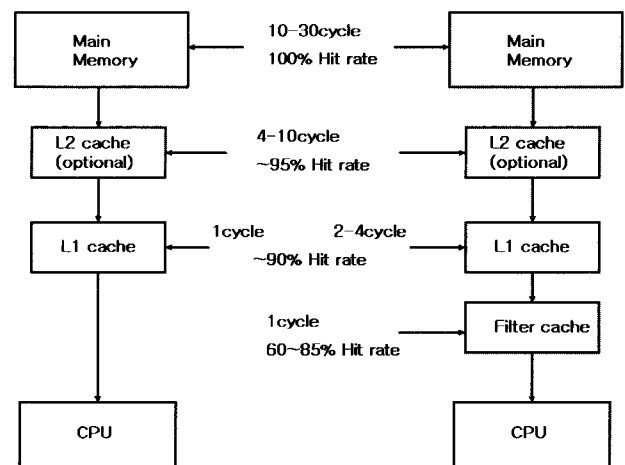 Main
Memory
10-30cycle
100% Hit rate
Main
Memory
L2 cache
(optional)
4-10cycle
~95% Hit rate
L2 cache
(optional)
L1 cache
1cycle
2-4cycle
~90% Hit rate
L1 cache
1cycle
60~85% Hit rate
Filter cache
CPU
CPU